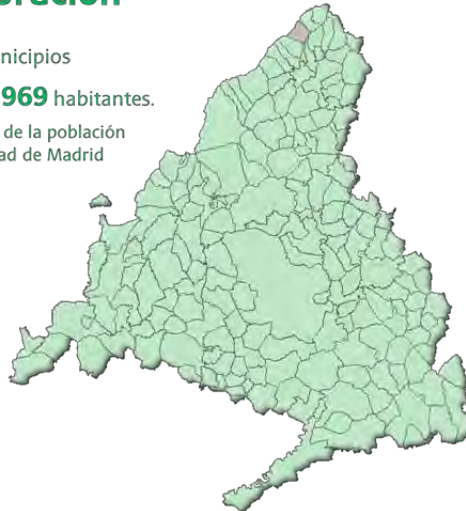 nicipios
969 habitantes.
de la población
ad de Madrid